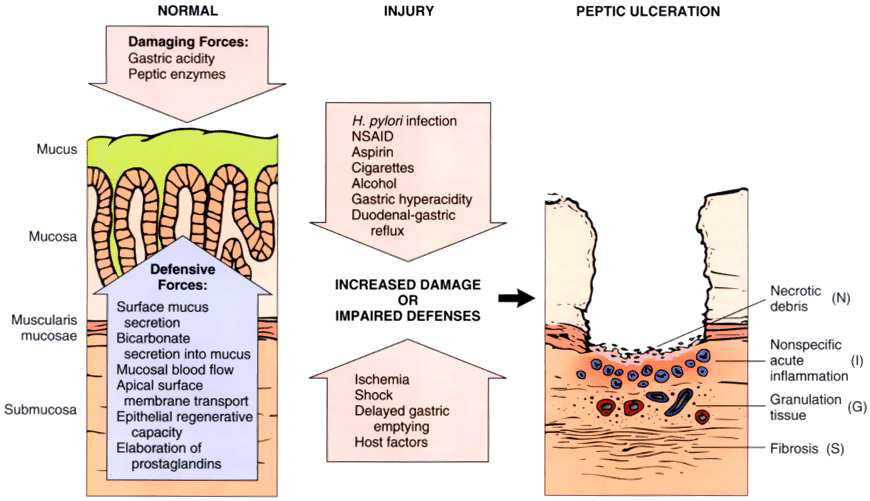 NORMAL
INJURY
PEPTIC ULCERATION
Damaging Forces:
Gastric acidity
Peptic enzymes
Mucus
Mucosa
Muscularis
mucosae
Submucosa
Defensive
Forces:
Surface mucus
secretion
Bicarbonate
secretion into mucus
Mucosal blood flow
Apical surface
membrane transport
Epithelial regenerative
capacity
Elaboration of
prostaglandins
H. pylori infection
NSAID
Aspirin
Cigarettes
Alcohol
Gastric hyperacidity
Duodenal-gastric
reflux
INCREASED DAMAGE
OR
IMPAIRED DEFENSES
Ischemia
Shock
Delayed gastric
emptying
Host factors
Necrotic
debris (N)
Nonspecific
acute
inflammation (I)
Granulation
tissue (G)
Fibrosis (S)